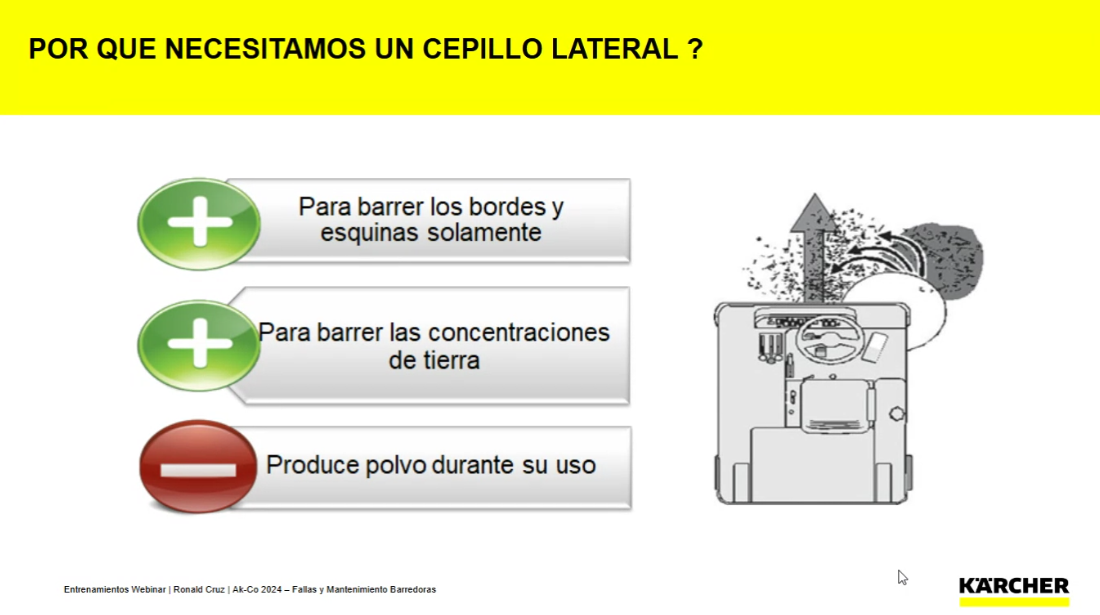 POR QUE NECESITAMOS UN CEPILLO LATERAL ?
Para barrer los bordes y
esquinas solamente
Para barrer las concentraciones
de tierra
Produce polvo durante su uso
Entrenamientos Webinar | Ronald Cruz | Ak-Co 2024 – Fallas y Mantenimiento Barredoras
KÄRCHER